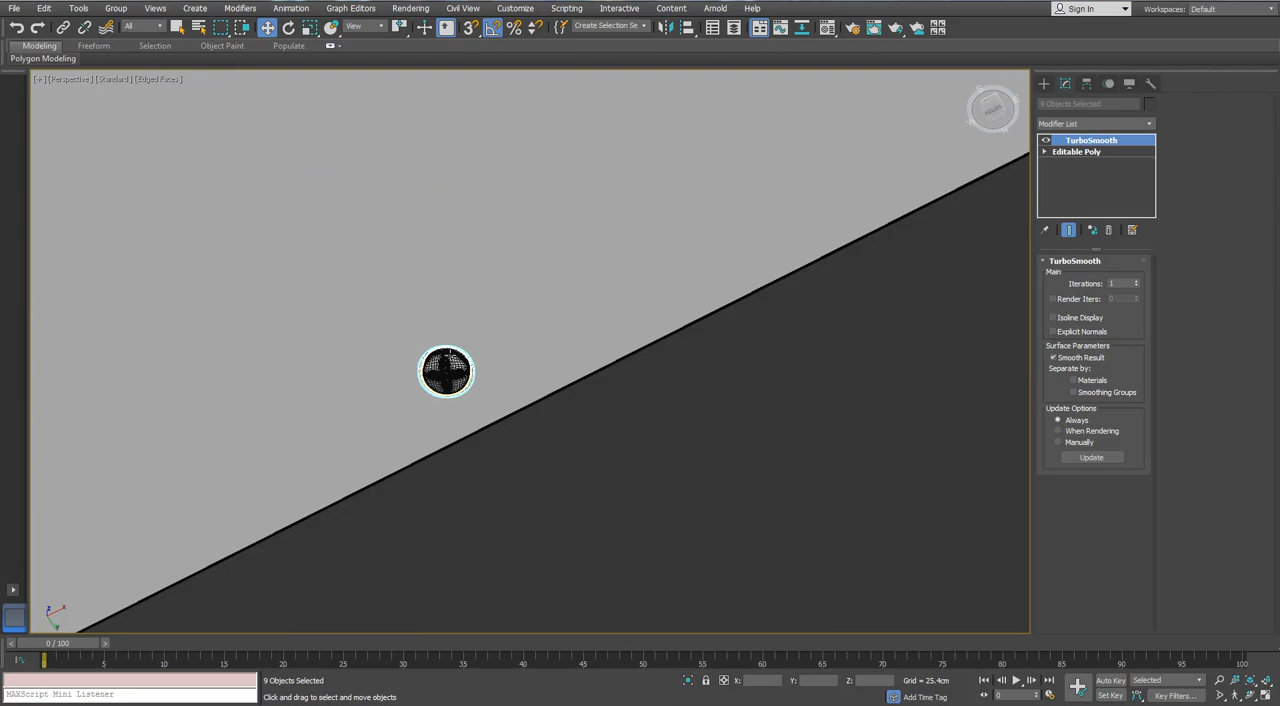 File Edit Tools Group Views Create Modifiers Animation Graph Editors Rendering Civil View Customize Scripting Interactive Content Arnold Help Sign In Workspaces: Default
All View Create Selection Se
Modeling Freeform Selection Object Paint Populate
Polygon Modeling
[+] [Perspective] [Standard] [Edged Faces]
9 Objects Selected
Modifier List
TurboSmooth
Editable Poly
TurboSmooth
Main
Iterations: 1
Render Iters: 0
Isoline Display
Explicit Normals
Surface Parameters
Smooth Result
Separate by:
Materials
Smoothing Groups
Update Options
Always
When Rendering
Manually
Update
z x
y
< 0 / 100 >
0 5 10 15 20 25 30 35 40 45 50 55 60 65 70 75 80 85 90 95 100
9 Objects Selected X: Y: Z: Grid = 25.4cm Auto Key Selected
MAXScript Mini Listener Click and drag to select and move objects Add Time Tag 0 Set Key Key Filters...